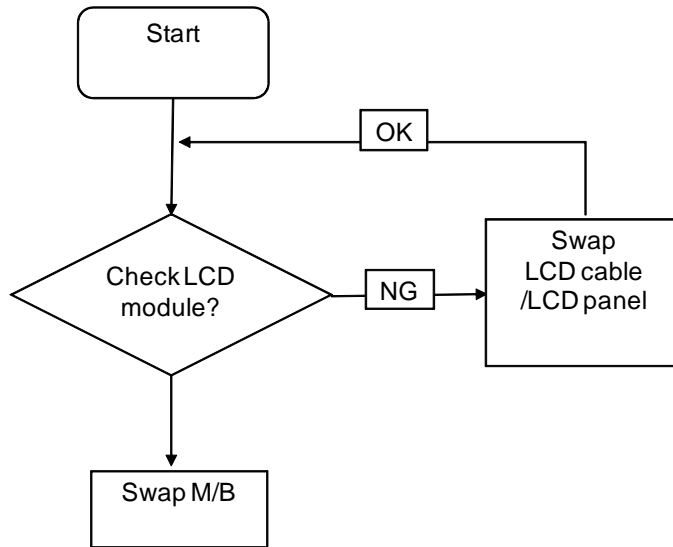 Start
OK
Check LCD
module?
NG
Swap
LCD cable
/LCD panel
Swap M/B